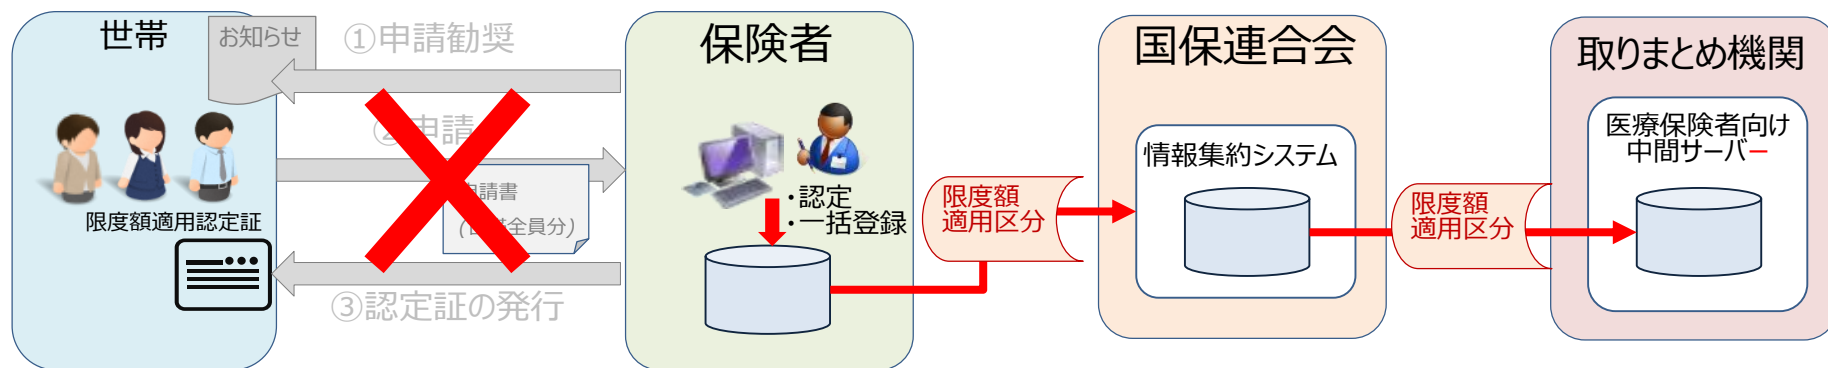 世帯
お知らせ
①申請勧奨
②申請
申請書
全員分)
限度額適用認定証
③認定証の発行
保険者
・認定
・一括登録
限度額
適用区分
国保連合会
情報集約システム
限度額
適用区分
取りまとめ機関
医療保険者向け
中間サーバー